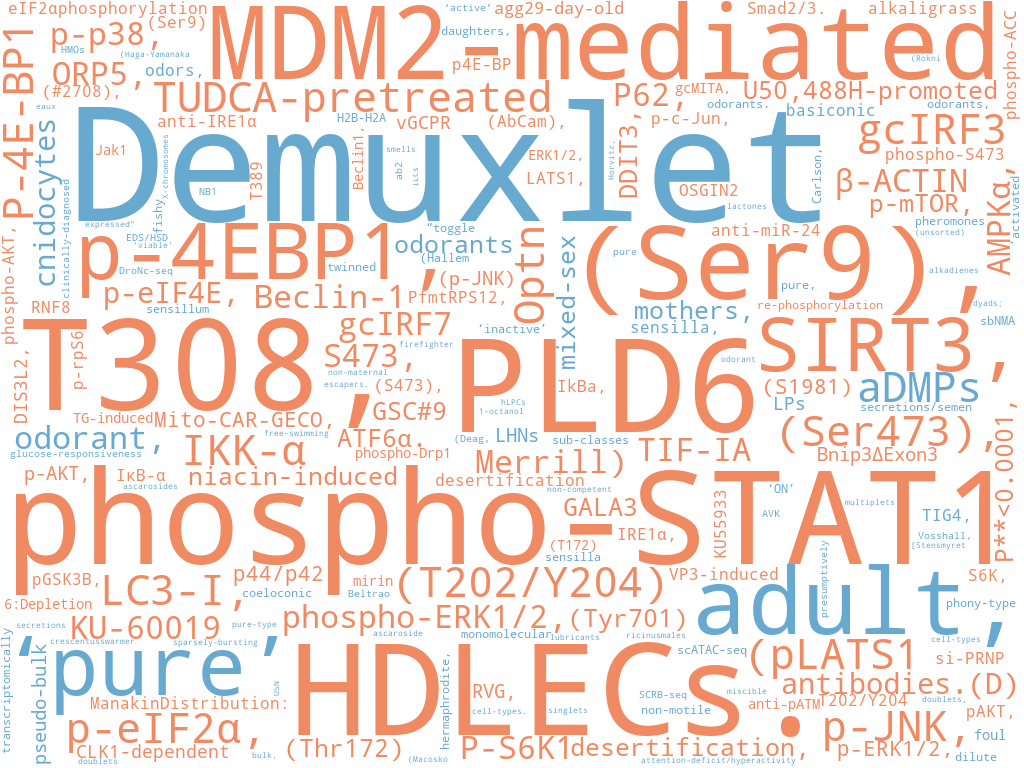 eIF2αphosphorylation
(Ser9)
MDM2-mediated
'active'
agg29-day-old
Smad2/3.
alkaligrass
p-p38,
HMOs
(Haga-Yamanaka
daughters,
phospho-ACC
P-4E-BP1
ORP5,
odors,
p4E-BP
(Rokni
(#2708),
TUDCA-pretreated
P62,
gcMITA,
U50,488H-promoted
eaux
anti-IRE1α
H2B-H2A
vGCPR
(AbCam),
p-c-Jun,
odorants.
basiconic
odorants,
gcIRF3
cnidocytes
Jak1
X-chromosomes
Demuxlet
T389
Beclin1,
smells
ab2
ILCs
ERK1/2,
LATS1,
Horvitz,
DDIT3,
OSGIN2
Carlson,
phospho-S473
β-ACTIN
NB1
lactones
p-mTOR,
clinically-diagnosed
expressed"
fishy
pheromones
(unsorted)
'activated
AMPKα,
EDS/HSD
'viable'
p-4EBP1,
"toggle
odorants
(Hallem
Optn
mixed-sex
(Ser9),
anti-miR-24
pure
phospho-AKT,
DroNc-seq
twinned
(p-JNK)
alkadienes
p-eIF4E,
Beclin-1
PfmtRPS12,
pure,
re-phosphorylation
dyads;
RNF8
sensillum
mothers,
sbNMA
T308,
gcIRF7
'inactive'
sensilla,
SIRT3,
p-rpS6
S473,
firefighter
PLD6
odorant
DIS3L2,
non-maternal
escapers.
(S473),
IkBa,
(S1981)
aDMPs
TG-induced
Mito-CAR-GECO,
GSC#9
hLPCs
1-octanol
LPs
secretions/semen
odorant,
free-swimming
ATF6α.
(Deag,
LHNs
sub-classes
(Ser473),
glucose-responsiveness
IKK-α
phospho-Drp1
Merrill)
TIF-IA
Bnip3ΔExon3
p-AKT,
IκB-α
niacin-induced
desertification
P**<0.0001,
ascarosides
non-competent
'ON'
phospho-STAT1
GALA3
KU55933
AVK
multiplets
TIG4,
IRE1α,
Vosshall,
(T172)
[Stensmyret
sensilla
pGSK3B,
p44/p42
mirin
(T202/Y204)
VP3-induced
S6K,
LC3-I,
coeloconic
Beltrao
presumptively
adult,
6:Depletion
phony-type
secretions
KU-60019
pure-type
phospho-ERK1/2,
(Tyr701)
transcriptomically
crescentusswarmer
sparsely-bursting
ascaroside
monomolecular
lubricants
ricinusmales
cell-types
'pure'
HDLECs.
scATAC-seq
(pLATS1
si-PRNP
pseudo-bulk
OSN
hermaphrodite,
antibodies.(D)
RVG,
SCRB-seq
miscible
ManakinDistribution:
cell-types.
singlets
non-motile
anti-pATM
T202/Y204
doublets,
pAKT,
p-eIF2α,
p-JNK,
foul
CLK1-dependent
bulk,
(Thr172)
P-S6K1
desertification,
p-ERK1/2,
dilute
doublets
(Macosko
attention-deficit/hyperactivity